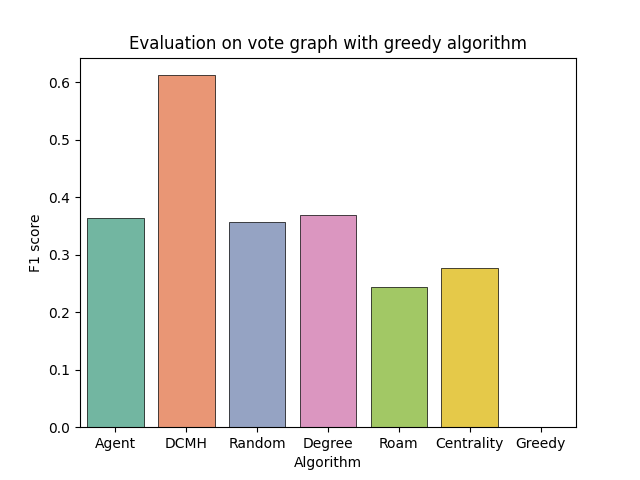 Evaluation on vote graph with greedy algorithm
F1 score
0.6
0.5
0.4
0.3
0.2
0.1
0.0
Agent DCMH Random Degree Roam Centrality Greedy
Algorithm